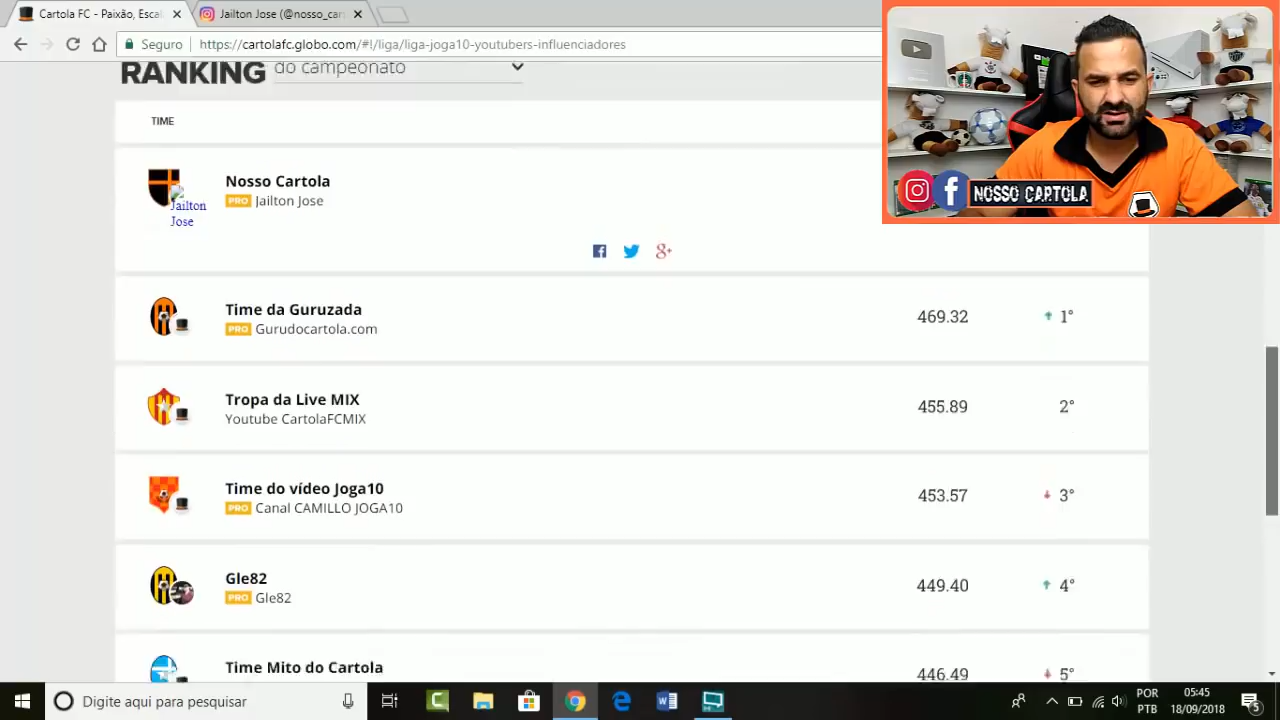 Cartola FC - Paixão, Escal
Jailton Jose (@nosso_car
Seguro
https://cartolafc.globo.com/#!/liga/liga-joga10-youtubers-influenciadores
RANKING do campeonato
TIME
Nosso Cartola
PRO Jailton Jose
Jailton
Jose
NOSSO CARTOLA
Time da Guruzada
PRO Gurudocartola.com
469.32
1°
Tropa da Live MIX
Youtube CartolaFCMIX
455.89
2°
Time do vídeo Joga10
PRO Canal CAMILLO JOGA10
453.57
3°
Gle82
PRO Gle82
449.40
4°
Time Mito do Cartola
446.49
5°
Digite aqui para pesquisar
POR
PTB
05:45
18/09/2018
5